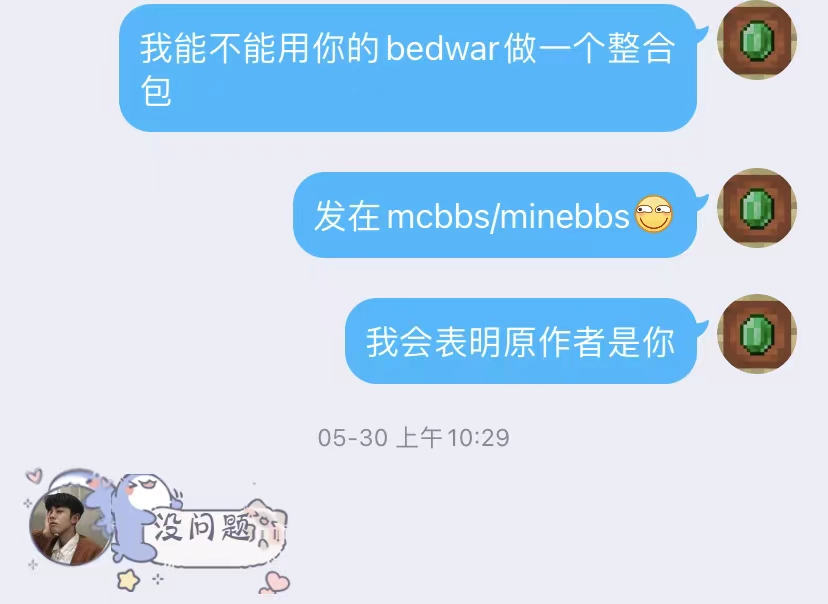 我能不能用你的bedwar做一个整合
包
发在mcbbs/minebbs
我会表明原作者是你
05-30 上午10:29
没问题